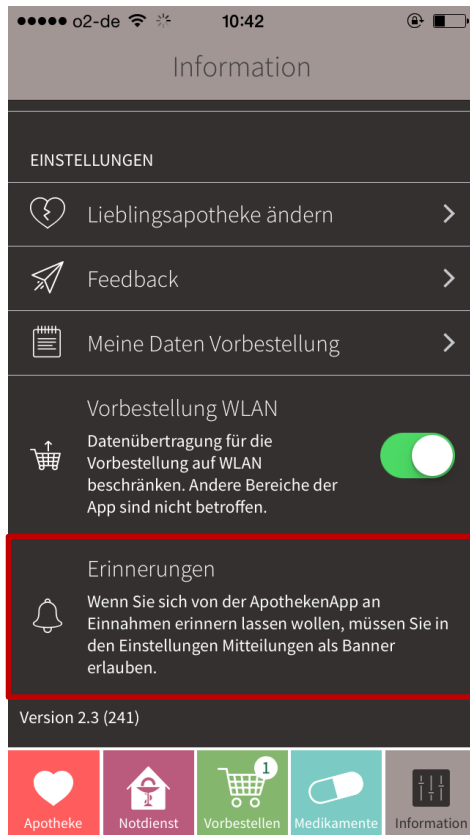 o2-de 10:42
Information
EINSTELLUNGEN
Lieblingsapotheke ändern
Feedback
Meine Daten Vorbestellung
Vorbestellung WLAN
Datenübertragung für die
Vorbestellung auf WLAN
beschränken. Andere Bereiche der
App sind nicht betroffen.
Erinnerungen
Wenn Sie sich von der ApothekenApp an
Einnahmen erinnern lassen wollen, müssen Sie in
den Einstellungen Mitteilungen als Banner
erlauben.
Version 2.3 (241)
1
Apotheke Notdienst Vorbestellen Medikamente Information